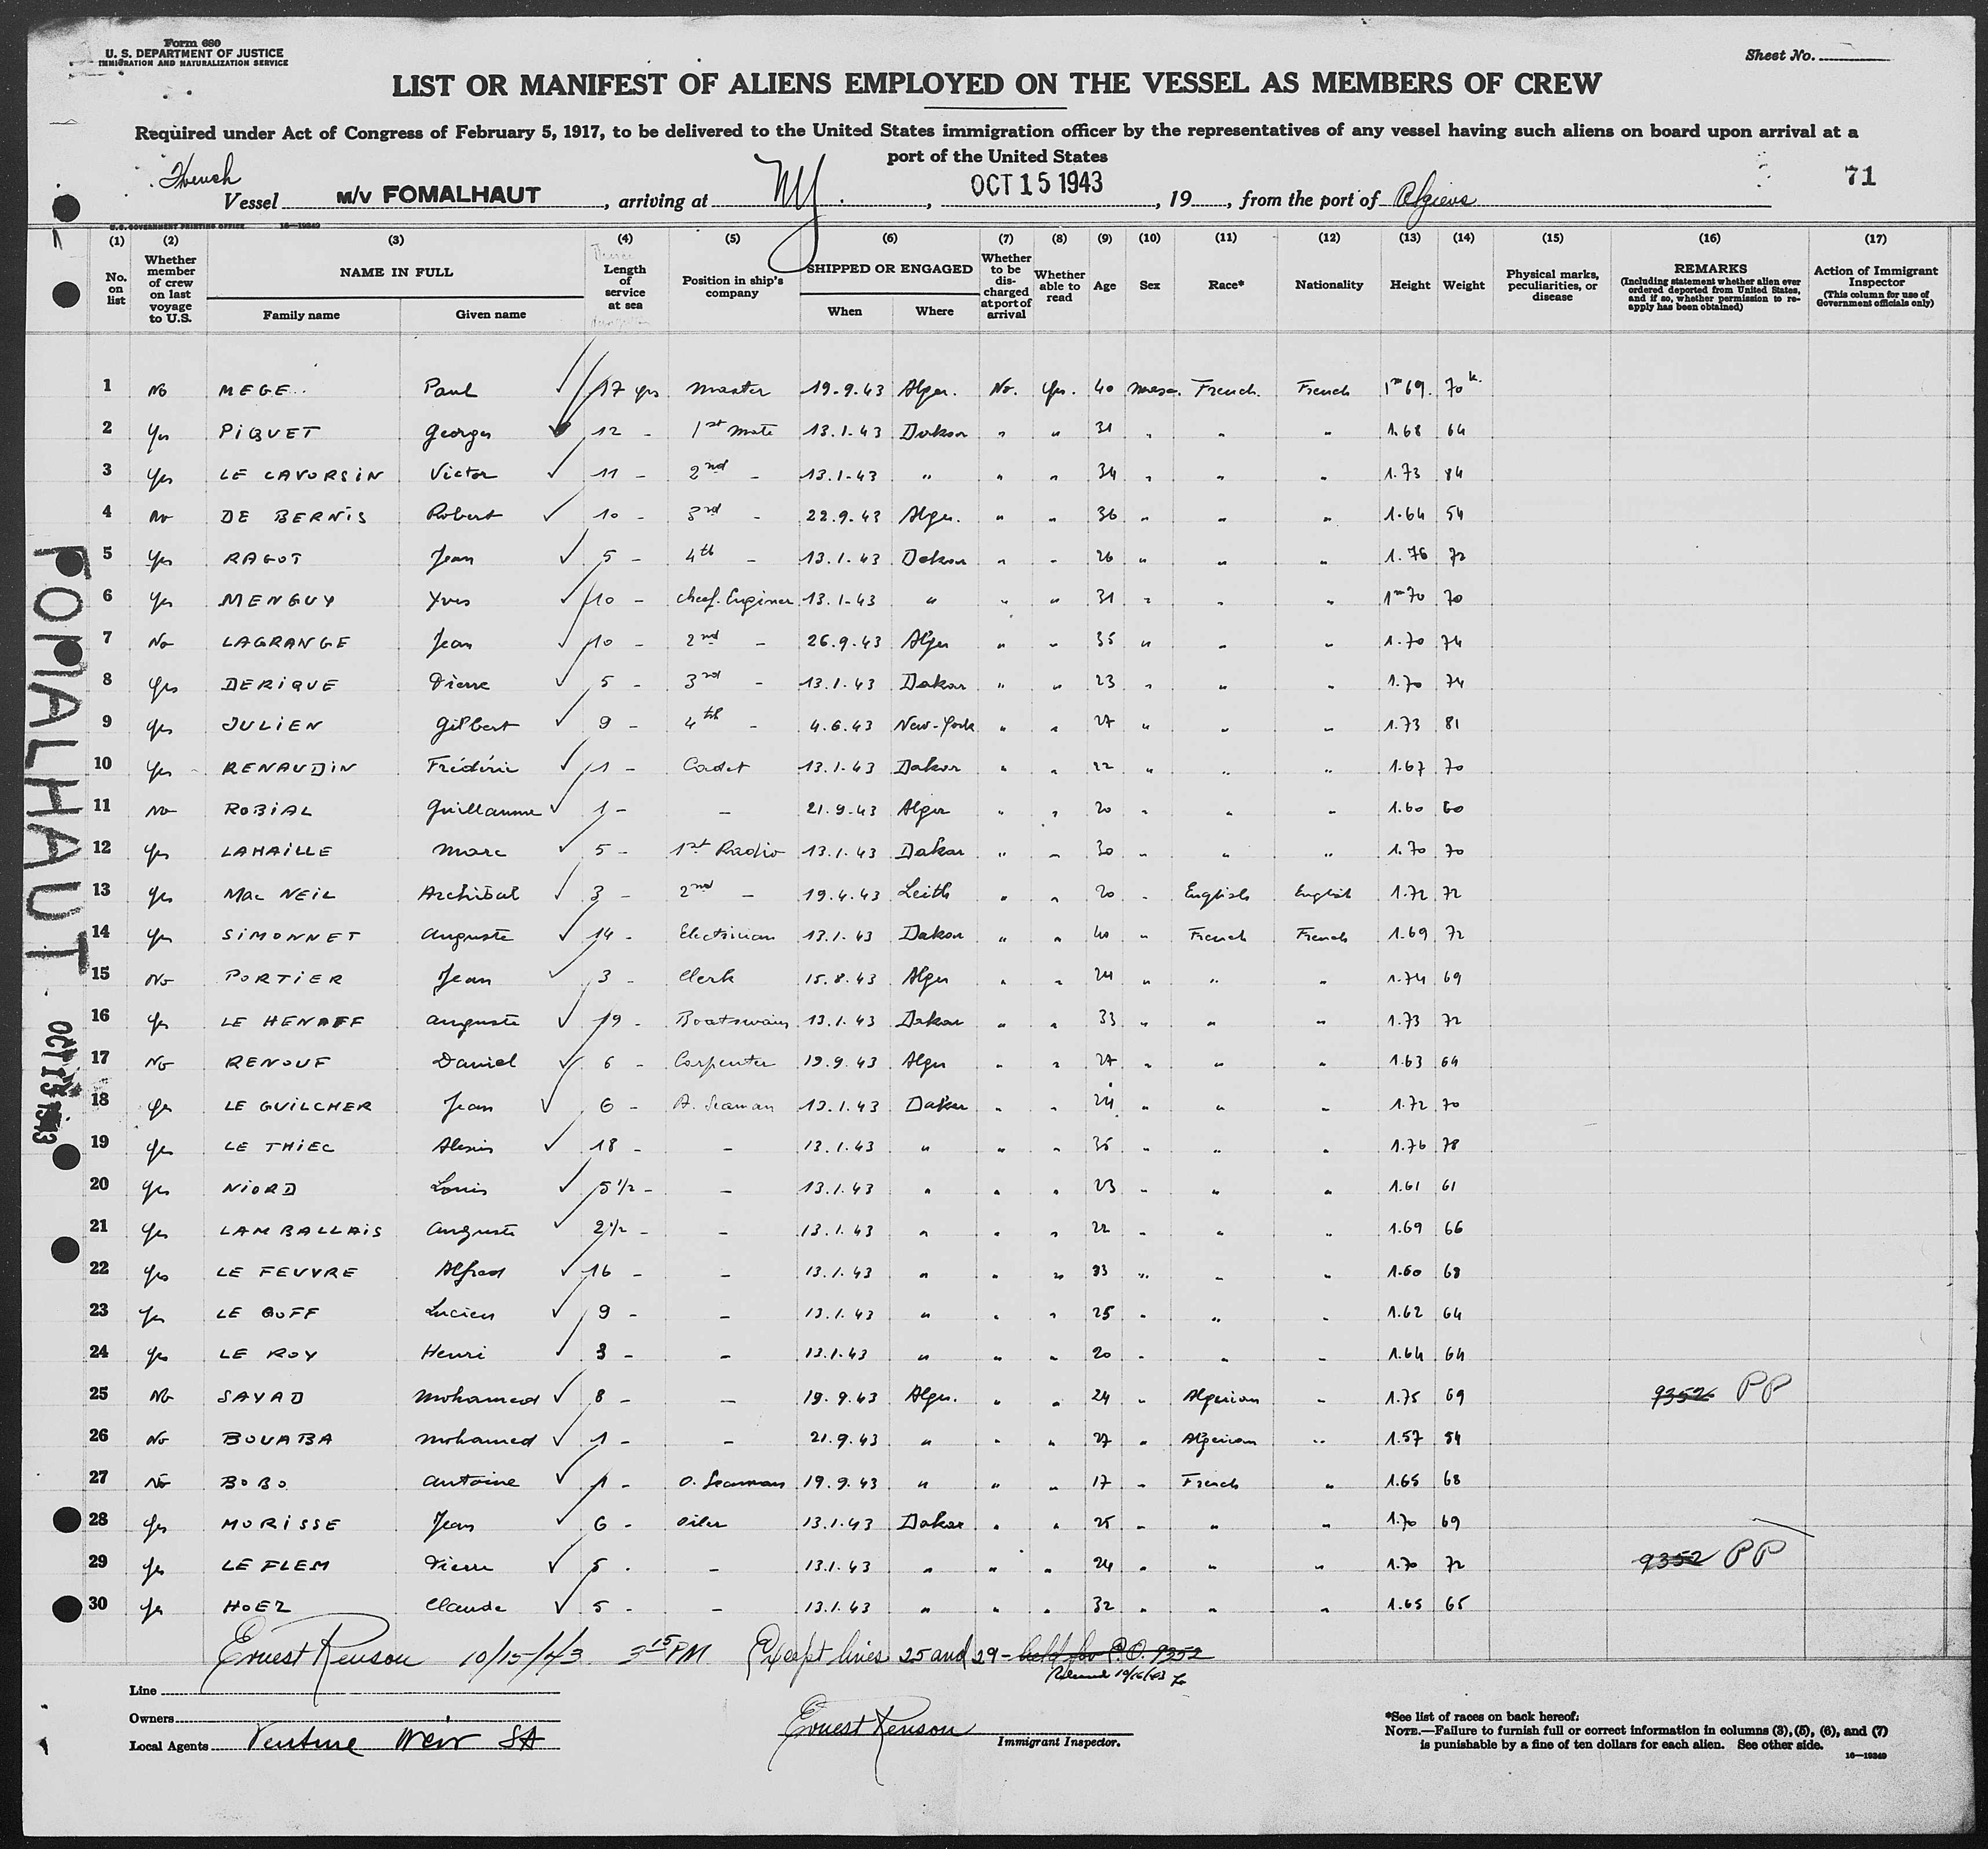 Form 680
U. S. DEPARTMENT OF JUSTICE
IMMIGRATION AND NATURALIZATION SERVICE
Sheet No.
LIST OR MANIFEST OF ALIENS EMPLOYED ON THE VESSEL AS MEMBERS OF CREW
Required under Act of Congress of February 5, 1917, to be delivered to the United States immigration officer by the representatives of any vessel having such aliens on board upon arrival at a
port of the United States
French
71
Vessel M/V FOMALHAUT, arriving at NY., OCT 15 1943, 19, from the port of Algiers
U.S. GOVERNMENT PRINTING OFFICE 16—19349
(1) (2) (3) (4) (5) (6) (7) (8) (9) (10) (11) (12) (13) (14) (15) (16) (17)
No. on list
Whether member of crew on last voyage to U.S.
NAME IN FULL
Family name Given name
Length of service at sea
Position in ship's company
SHIPPED OR ENGAGED
When Where
Whether to be discharged at port of arrival
Whether able to read
Age
Sex
Race*
Nationality
Height
Weight
Physical marks, peculiarities, or disease
REMARKS
(Including statement whether alien ever ordered deported from United States, and if so, whether permission to reapply has been obtained)
Action of Immigrant Inspector
(This column for use of Government officials only)
1 No MEGE Paul 17 yrs Master 19.9.43 Alger. No. Yes. 40 Masc. French. French 1m69. 70k.
2 Yes PIQUET Georges 12 - 1st Mate 13.1.43 Dakar " " 31 " " " 1.68 64
3 Yes LE CAVORSIN Victor 11 - 2nd - 13.1.43 " " " 34 " " " 1.73 84
4 No DE BERNIS Robert 10 - 3rd - 22.9.43 Alger. " " 36 " " " 1.64 54
5 Yes RAGOT Jean 5 - 4th - 13.1.43 Dakar " " 26 " " " 1.76 72
6 Yes MENGUY Yves 10 - Cheef. Enginer 13.1.43 " " " 31 " " " 1m70 70
7 No LAGRANGE Jean 10 - 2nd - 26.9.43 Alger " " 35 " " " 1.70 74
8 Yes DERIQUE Pierre 5 - 3rd - 13.1.43 Dakar " " 23 " " " 1.70 74
9 Yes JULIEN Gilbert 9 - 4th - 4.6.43 New-York " " 27 " " " 1.73 81
10 Yes RENAUDIN Frédéric 1 - Cadet 13.1.43 Dakar " " 22 " " " 1.67 70
11 No ROBIAL Guillaume 1 - - 21.9.43 Alger " " 20 " " " 1.60 60
12 Yes LAHAILLE Marc 5 - 1st Radio 13.1.43 Dakar " " 30 " " " 1.70 70
13 Yes Mac NEIL Archibal 3 - 2nd - 19.4.43 Leith " " 20 " English English 1.72 72
14 Yes SIMONNET Auguste 14 - Electrician 13.1.43 Dakar " " 40 " French French 1.69 72
15 No PORTIER Jean 3 - Clerk 15.8.43 Alger " " 24 " " " 1.74 69
16 Yes LE HENAFF Auguste 19 - Boatswain 13.1.43 Dakar " " 33 " " " 1.73 72
17 No RENOUF Daniel 6 - Carpenter 19.9.43 Alger " " 27 " " " 1.63 64
18 Yes LE GUILCHER Jean 6 - A. Seaman 13.1.43 Dakar " " 24 " " " 1.72 70
19 Yes LE THIEC Alexis 18 - - 13.1.43 " " " 36 " " " 1.76 78
20 Yes NIORD Louis 5 1/2 - - 13.1.43 " " " 23 " " " 1.61 61
21 Yes LAMBALLAIS Auguste 2 1/2 - - 13.1.43 " " " 22 " " " 1.69 66
22 Yes LE FEUVRE Alfred 16 - - 13.1.43 " " " 33 " " " 1.60 68
23 Yes LE GOFF Lucien 9 - - 13.1.43 " " " 25 " " " 1.62 64
24 Yes LE ROY Henri 3 - - 13.1.43 " " " 20 " " " 1.64 64
25 No SAYAD Mohamed 8 - - 19.9.43 Alger. " " 24 " Algerian " 1.75 69 9352 PP
26 No BOUABA Mohamed 1 - - 21.9.43 " " " 27 " Algerian " 1.57 54
27 No BOBO Antoine 1 - O. Seaman 19.9.43 " " " 17 " French " 1.65 68
28 Yes MORISSE Jean 6 - Oiler 13.1.43 Dakar " " 25 " " " 1.70 69
29 Yes LE FLEM Pierre 5 - - 13.1.43 " " " 24 " " " 1.70 72 9352 PP
30 Yes HOEZ Claude 5 - - 13.1.43 " " " 32 " " " 1.65 65
Ernest Renson 10/15/43 3 15 PM Except lines 25 and 29 - held for P.O. 9352
Released 10/16/43
Line
Owners
Local Agents Venture Weir SA
Ernest Renson
Immigrant Inspector.
*See list of races on back hereof.
NOTE.—Failure to furnish full or correct information in columns (3), (5), (6), and (7)
is punishable by a fine of ten dollars for each alien. See other side.
16—19349
FOMALHAUT
OCT 15 1943